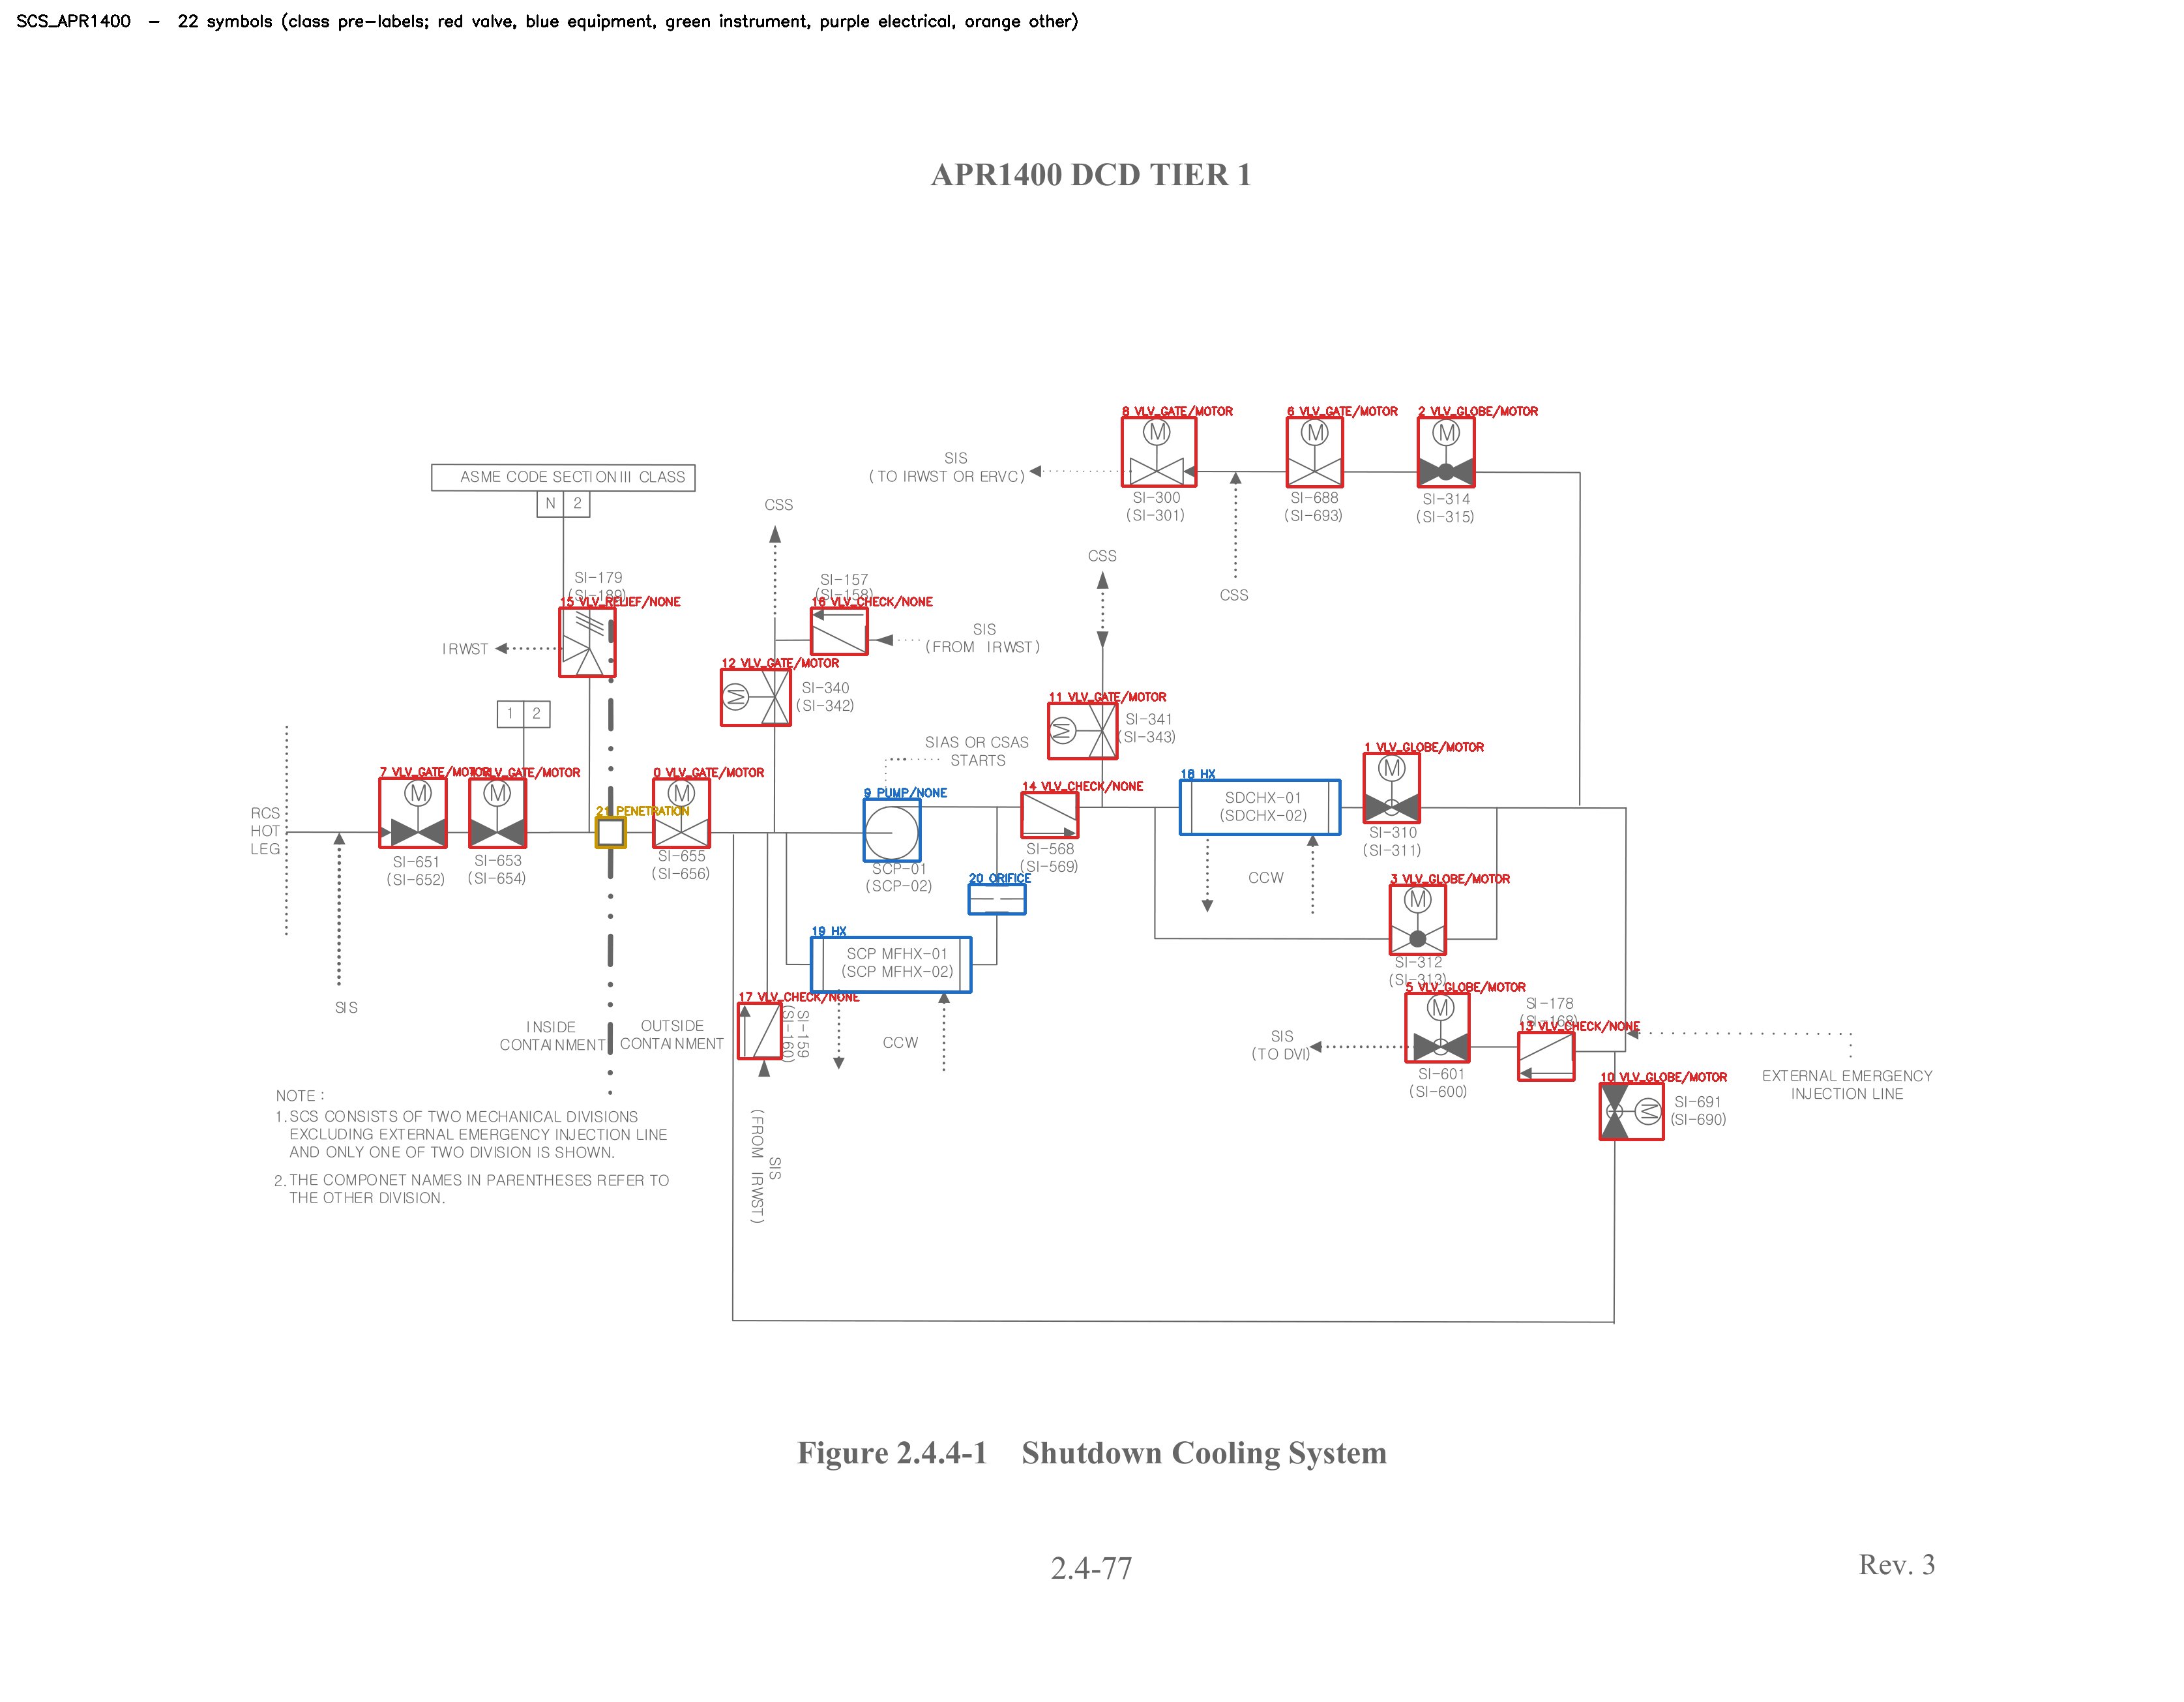 SCS_APR1400 – 22 symbols (class pre-labels; red valve, blue equipment, green instrument, purple electrical, orange other)
APR1400 DCD TIER 1
8 VLV_GATE/MOTOR
6 VLV_GATE/MOTOR
2 VLV_GLOBE/MOTOR
M
M
M
SIS
(TO IRWST OR ERVC)
SI-300
(SI-301)
SI-688
(SI-693)
SI-314
(SI-315)
ASME CODE SECTION III CLASS
N
2
CSS
CSS
CSS
SI-179
(SI-189)
15 VLV_RELIEF/NONE
IRWST
SI-157
(SI-158)
16 VLV_CHECK/NONE
SIS
(FROM IRWST)
12 VLV_GATE/MOTOR
M
SI-340
(SI-342)
11 VLV_GATE/MOTOR
M
SI-341
(SI-343)
1
2
SIAS OR CSAS
STARTS
7 VLV_GATE/MOTOR
VLV_GATE/MOTOR
0 VLV_GATE/MOTOR
M
M
M
RCS
HOT
LEG
21 PENETRATION
SI-651
(SI-652)
SI-653
(SI-654)
SI-655
(SI-656)
9 PUMP/NONE
SCP-01
(SCP-02)
14 VLV_CHECK/NONE
SI-568
(SI-569)
18 HX
SDCHX-01
(SDCHX-02)
1 VLV_GLOBE/MOTOR
M
SI-310
(SI-311)
CCW
20 ORIFICE
3 VLV_GLOBE/MOTOR
M
SI-312
(SI-313)
19 HX
SCP MFHX-01
(SCP MFHX-02)
5 VLV_GLOBE/MOTOR
M
SIS
(TO DVI)
SI-601
(SI-600)
SI-178
(SI-168)
13 VLV_CHECK/NONE
EXTERNAL EMERGENCY
INJECTION LINE
10 VLV_GLOBE/MOTOR
M
SI-691
(SI-690)
17 VLV_CHECK/NONE
SI-159
(SI-160)
CCW
SIS
(FROM IRWST)
SIS
INSIDE
CONTAINMENT
OUTSIDE
CONTAINMENT
NOTE :
1. SCS CONSISTS OF TWO MECHANICAL DIVISIONS
EXCLUDING EXTERNAL EMERGENCY INJECTION LINE
AND ONLY ONE OF TWO DIVISION IS SHOWN.
2. THE COMPONET NAMES IN PARENTHESES REFER TO
THE OTHER DIVISION.
Figure 2.4.4-1 Shutdown Cooling System
2.4-77
Rev. 3